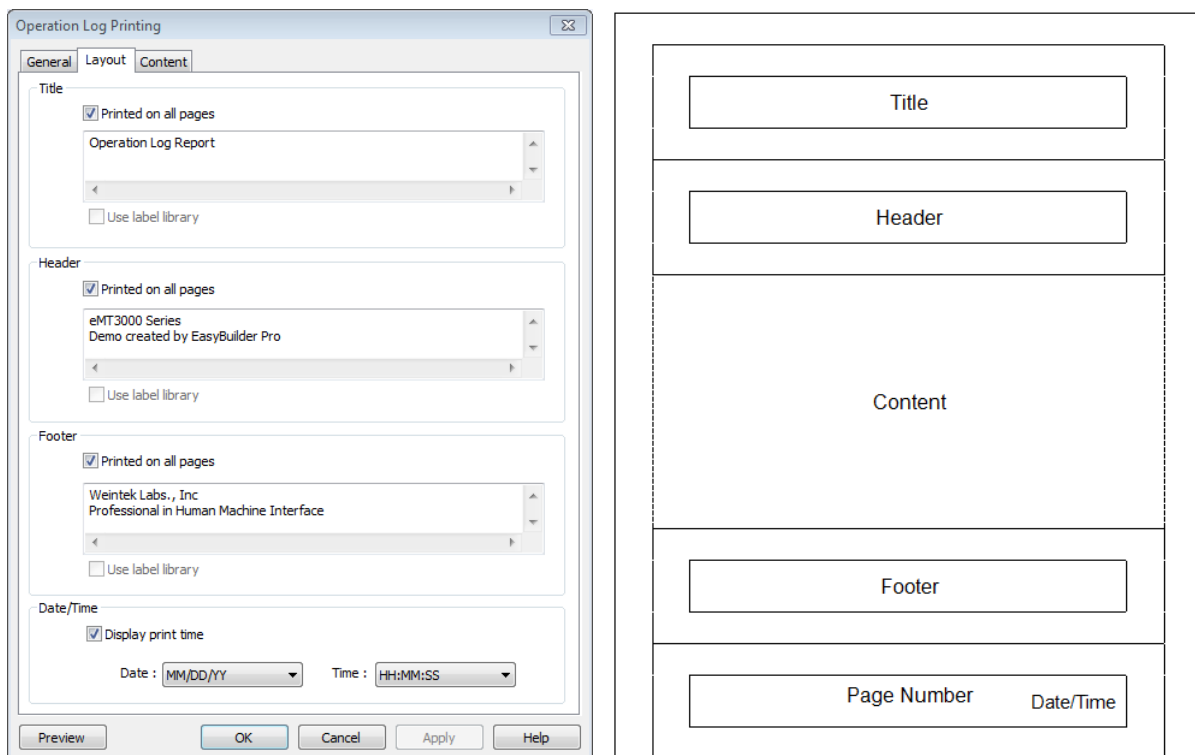 Operation Log Printing
General Layout Content
Title
Printed on all pages
Operation Log Report
Use label library
Header
Printed on all pages
eMT3000 Series
Demo created by EasyBuilder Pro
Use label library
Footer
Printed on all pages
Weintek Labs., Inc
Professional in Human Machine Interface
Use label library
Date/Time
Display print time
Date : MM/DD/YY Time : HH:MM:SS
Preview OK Cancel Apply Help
Title
Header
Content
Footer
Page Number Date/Time